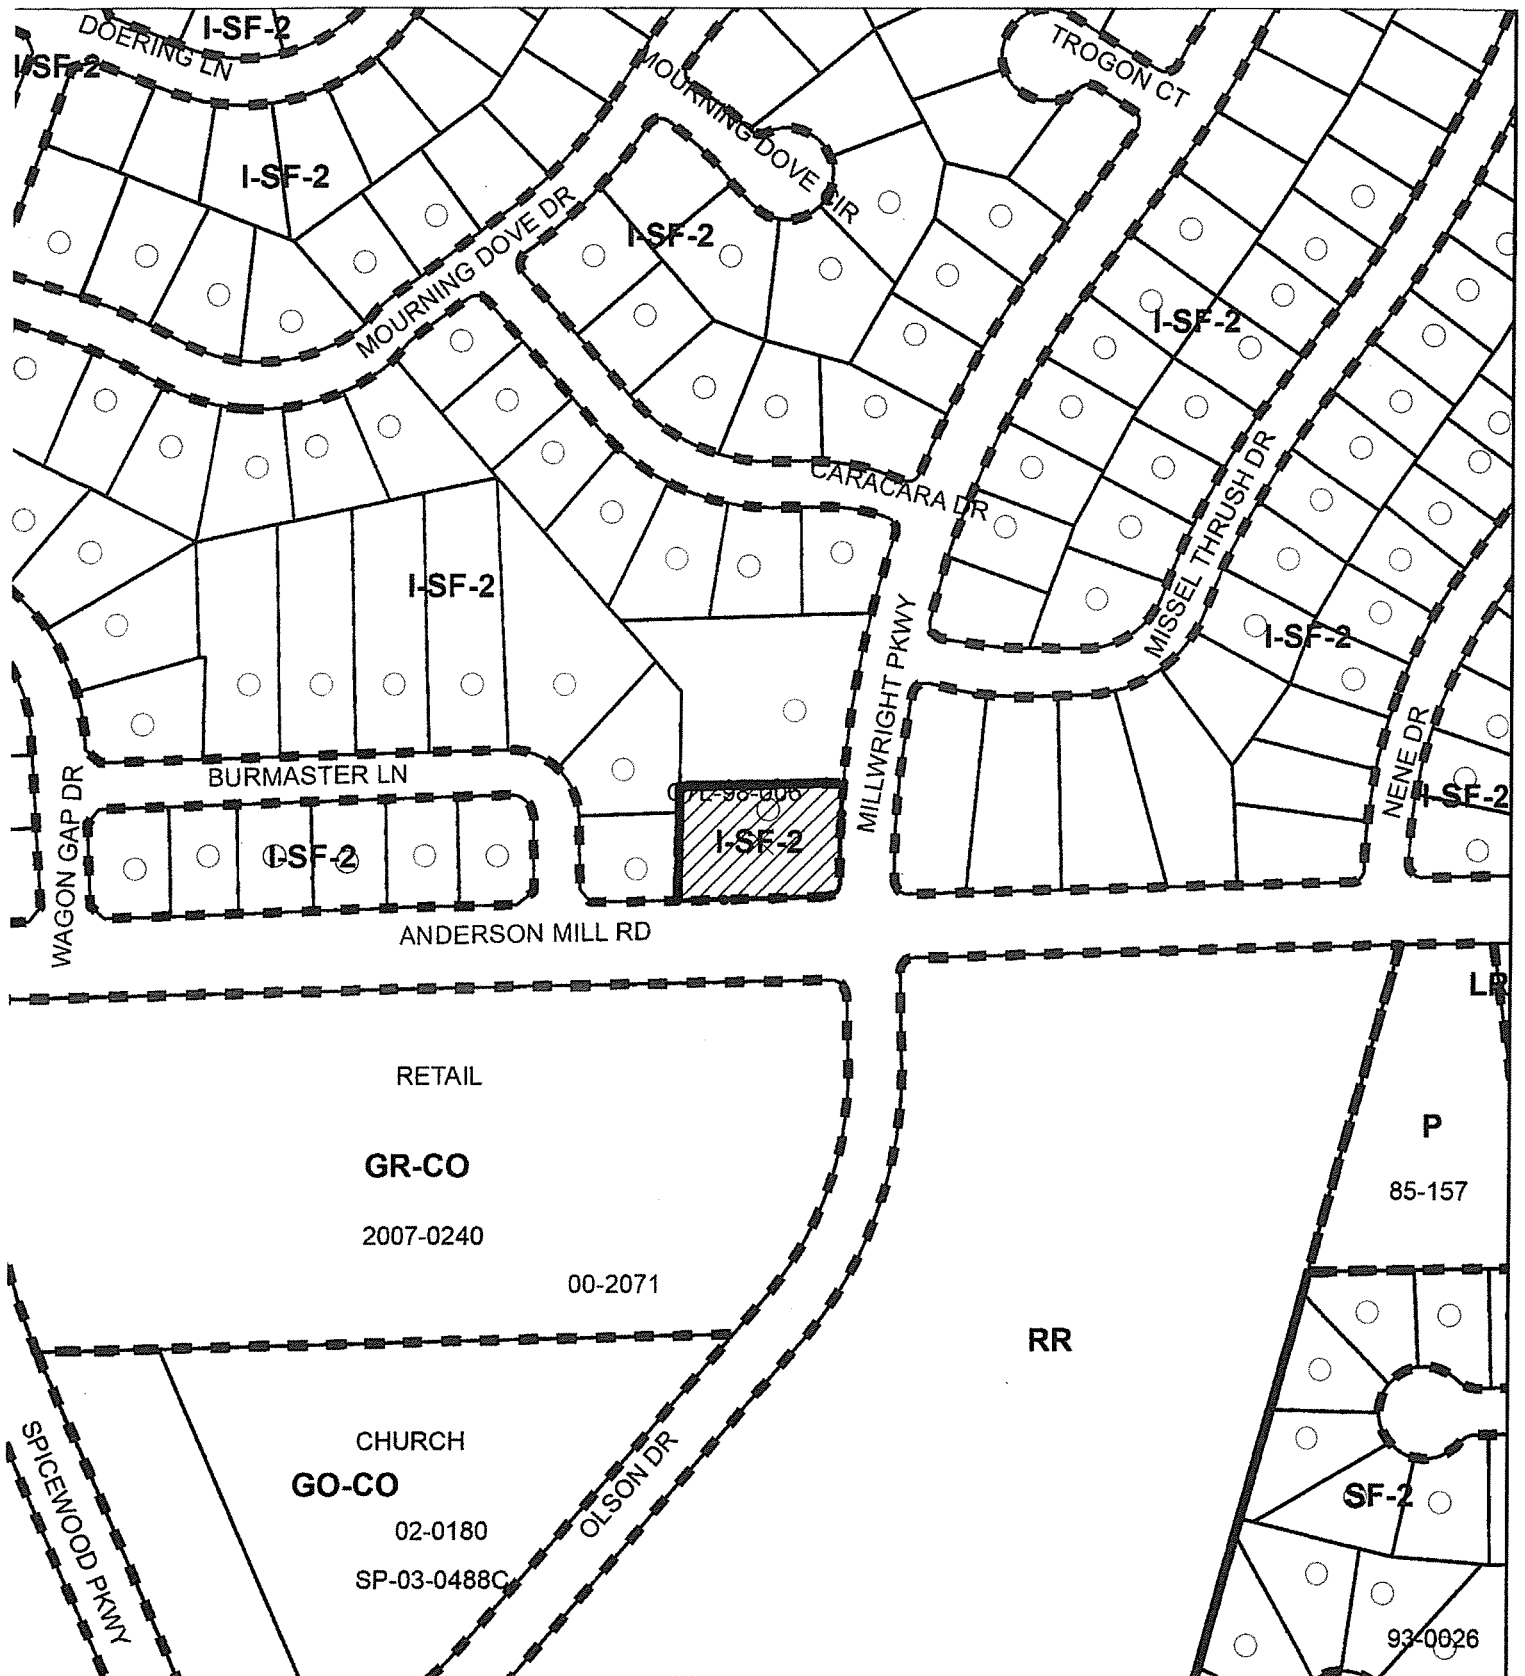 I-SF-2
DOERING LN
I-SF-2
TROGON CT
MOURNING DOVE CIR
I-SF-2
MOURNING DOVE DR
I-SF-2
I-SF-2
CARACARA DR
MISSEL THRUSH DR
I-SF-2
I-SF-2
MILLWRIGHT PKWY
NENE DR
BURMASTER LN
I-SF-2
I-SF-2
I-SF-2
WAGON GAP DR
ANDERSON MILL RD
LR
RETAIL
P
GR-CO
85-157
2007-0240
00-2071
RR
CHURCH
GO-CO
SF-2
SPICEWOOD PKWY
OLSON DR
02-0180
SP-03-0488C
93-0026